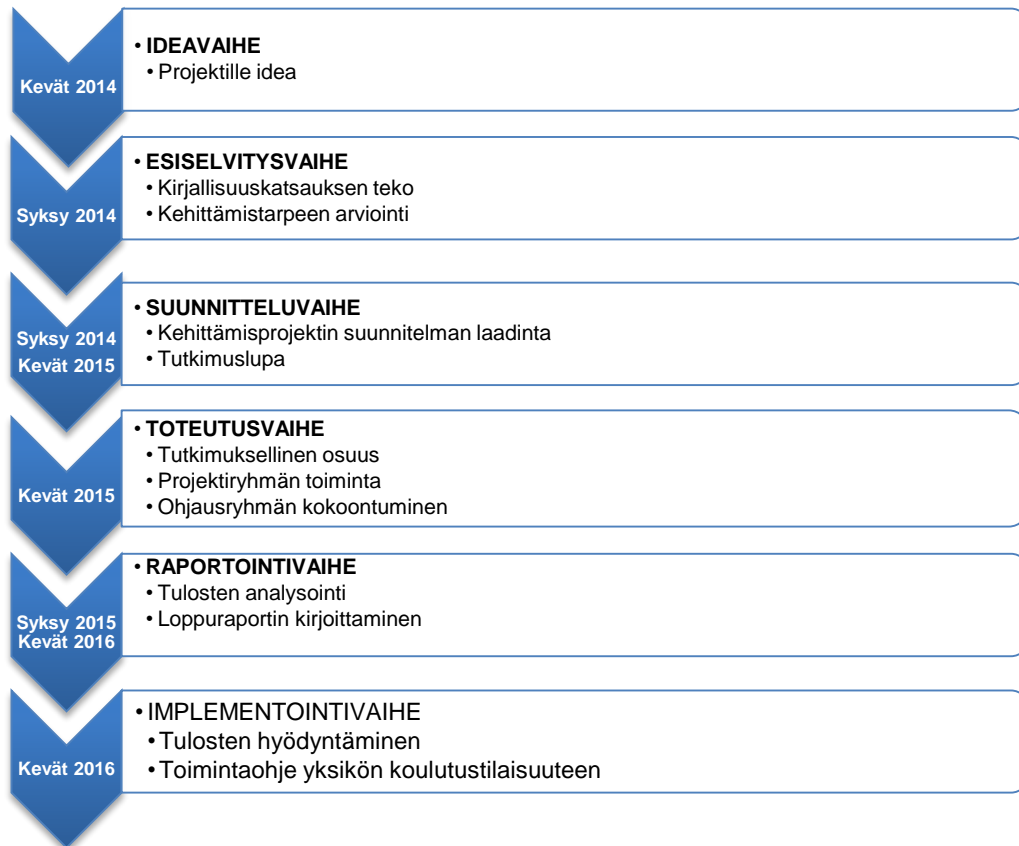 Kevät 2014
• IDEAVAIHE
• Projektille idea
Syksy 2014
• ESISELVITYSVAIHE
• Kirjallisuuskatsauksen teko
• Kehittämistarpeen arviointi
Syksy 2014
Kevät 2015
• SUUNNITTELUVAIHE
• Kehittämisprojektin suunnitelman laadinta
• Tutkimuslupa
Kevät 2015
• TOTEUTUSVAIHE
• Tutkimuksellinen osuus
• Projektiryhmän toiminta
• Ohjausryhmän kokoontuminen
Syksy 2015
Kevät 2016
• RAPORTOINTIVAIHE
• Tulosten analysointi
• Loppuraportin kirjoittaminen
Kevät 2016
• IMPLEMENTOINTIVAIHE
• Tulosten hyödyntäminen
• Toimintaohje yksikön koulutustilaisuuteen